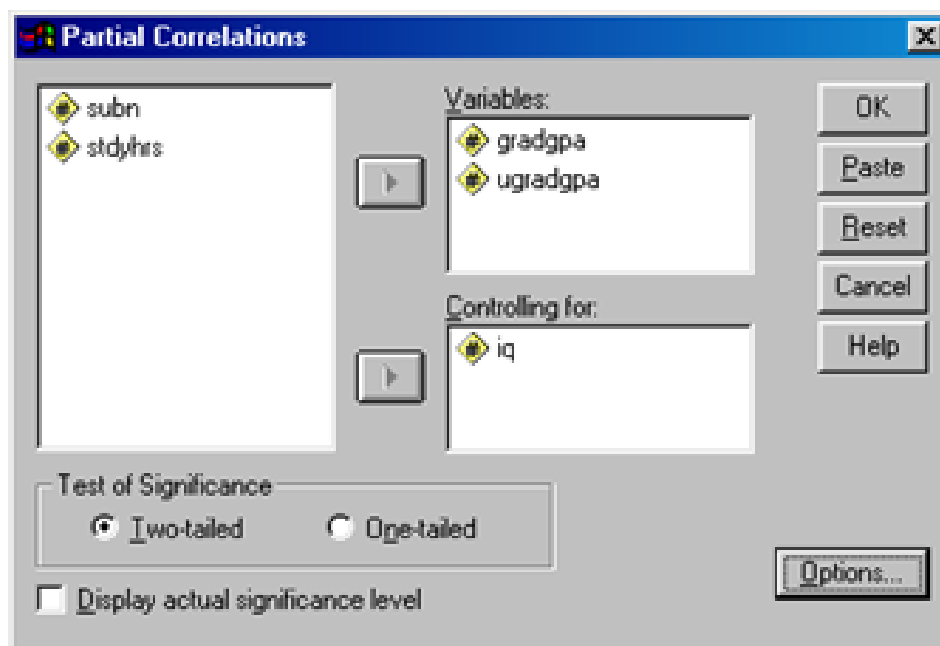 Partial Correlations
subn
stdyhrs
Variables:
gradgpa
ugradgpa
Controlling for:
iq
OK
Paste
Reset
Cancel
Help
Test of Significance
Two-tailed
One-tailed
Display actual significance level
Options...